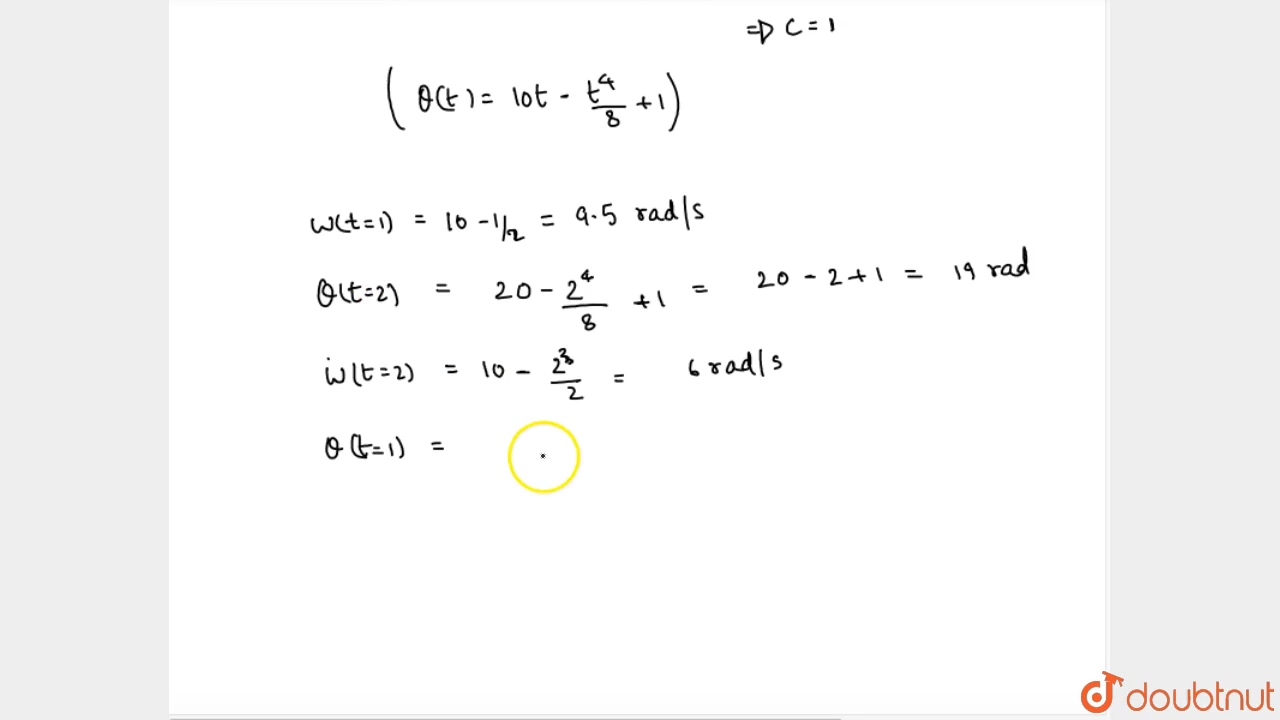 ⇒ C = 1
( θ(t) = 10t - t⁴/8 + 1 )
w(t=1) = 10 - 1/2 = 9.5 rad/s
θ(t=2) = 20 - 2⁴/8 + 1 = 20 - 2 + 1 = 19 rad
w(t=2) = 10 - 2³/2 = 6 rad/s
θ(t=1) =
doubtnut